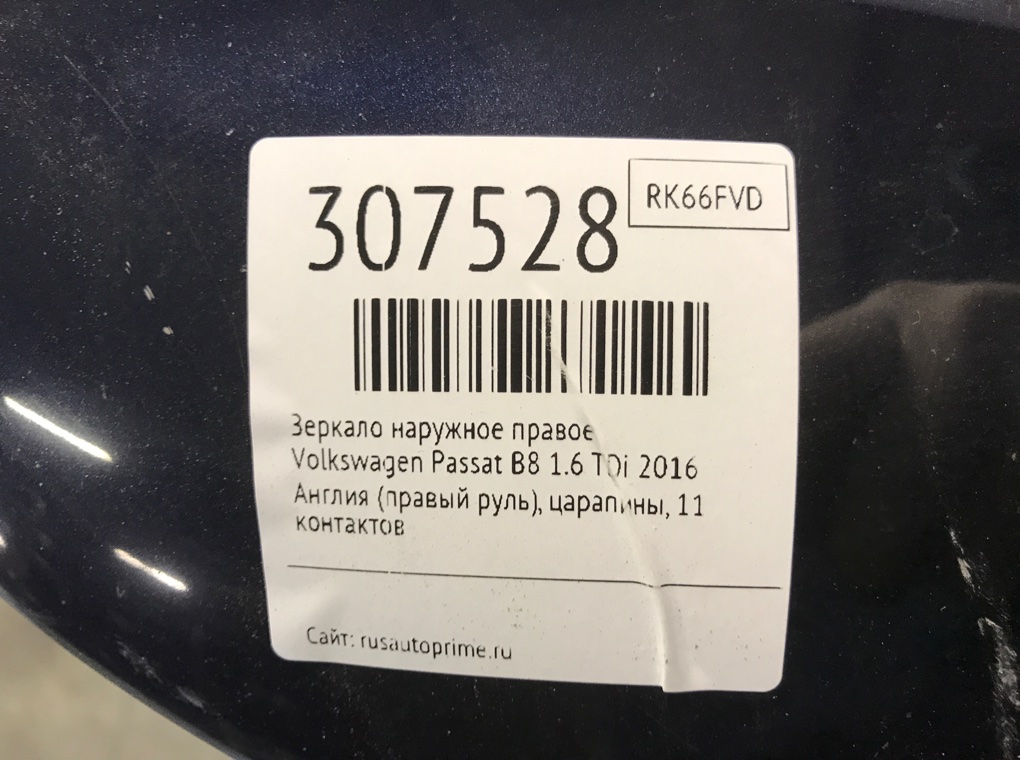 307528
RK66FVD
Зеркало наружное правое
Volkswagen Passat B8 1.6 TDi 2016
Англия (правый руль), царапины, 11
контактов
Сайт: rusautoprime.ru